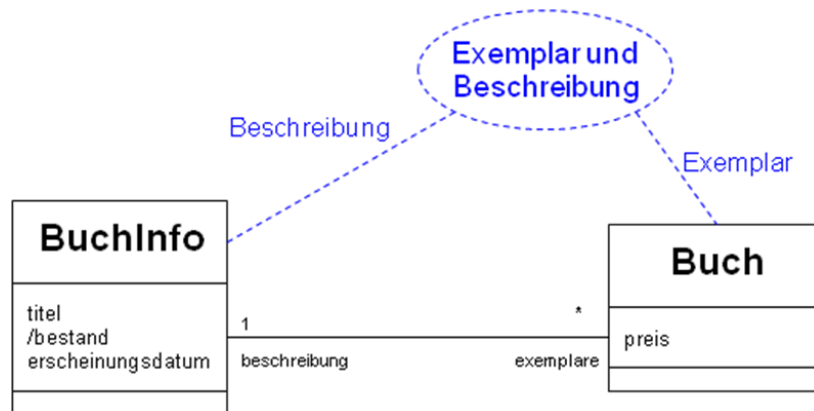 Exemplar und
Beschreibung
Beschreibung
Exemplar
BuchInfo
Buch
titel
/bestand
erscheinungsdatum
1
*
beschreibung
exemplare
preis